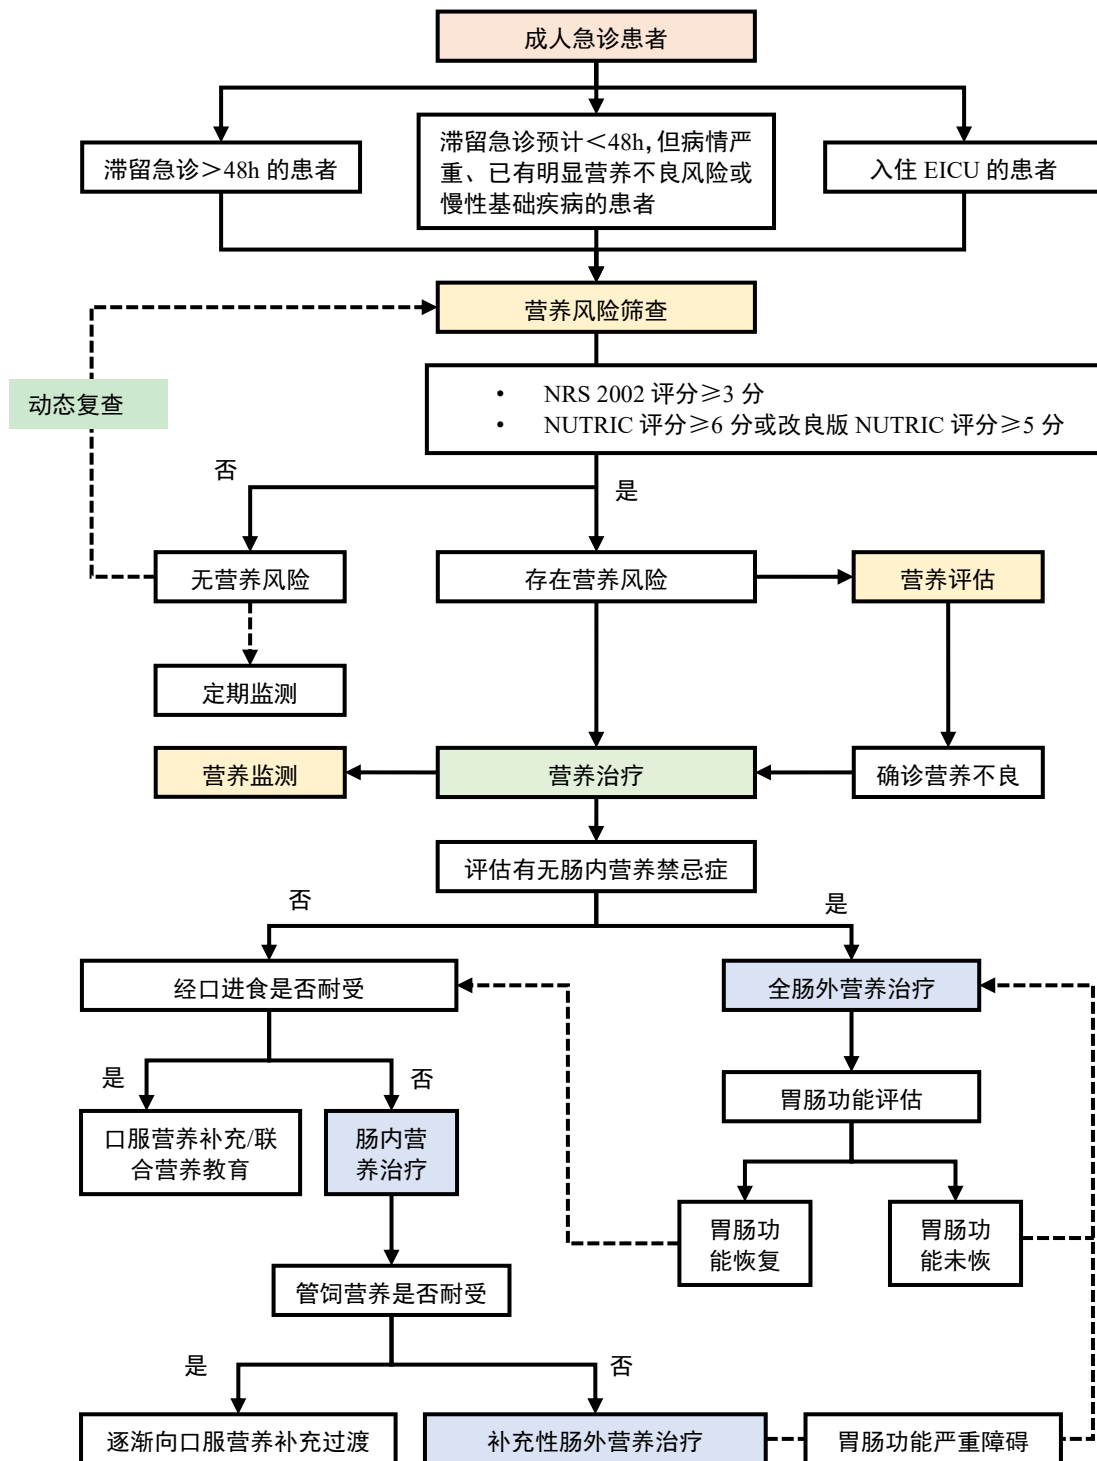 成人急诊患者
滞留急诊＞48h 的患者
滞留急诊预计＜48h，但病情严
重、已有明显营养不良风险或
慢性基础疾病的患者
入住 EICU 的患者
营养风险筛查
动态复查
• NRS 2002 评分≥3 分
• NUTRIC 评分≥6 分或改良版 NUTRIC 评分≥5 分
否
是
无营养风险
存在营养风险
营养评估
定期监测
营养监测
营养治疗
确诊营养不良
评估有无肠内营养禁忌症
否
是
经口进食是否耐受
全肠外营养治疗
是
否
胃肠功能评估
口服营养补充/联
合营养教育
肠内营
养治疗
胃肠功
能恢复
胃肠功
能未恢
管饲营养是否耐受
是
否
逐渐向口服营养补充过渡
补充性肠外营养治疗
胃肠功能严重障碍